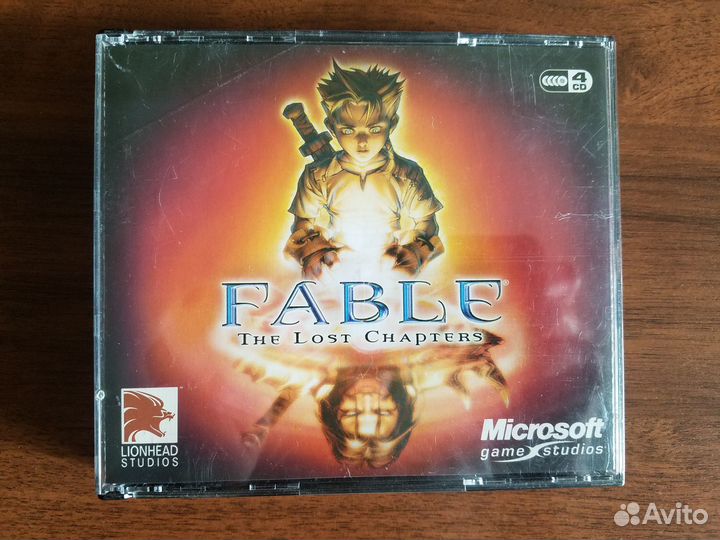 4
CD
FABLE®
THE LOST CHAPTERS
LIONHEAD
STUDIOS
Microsoft
game studios
Avito